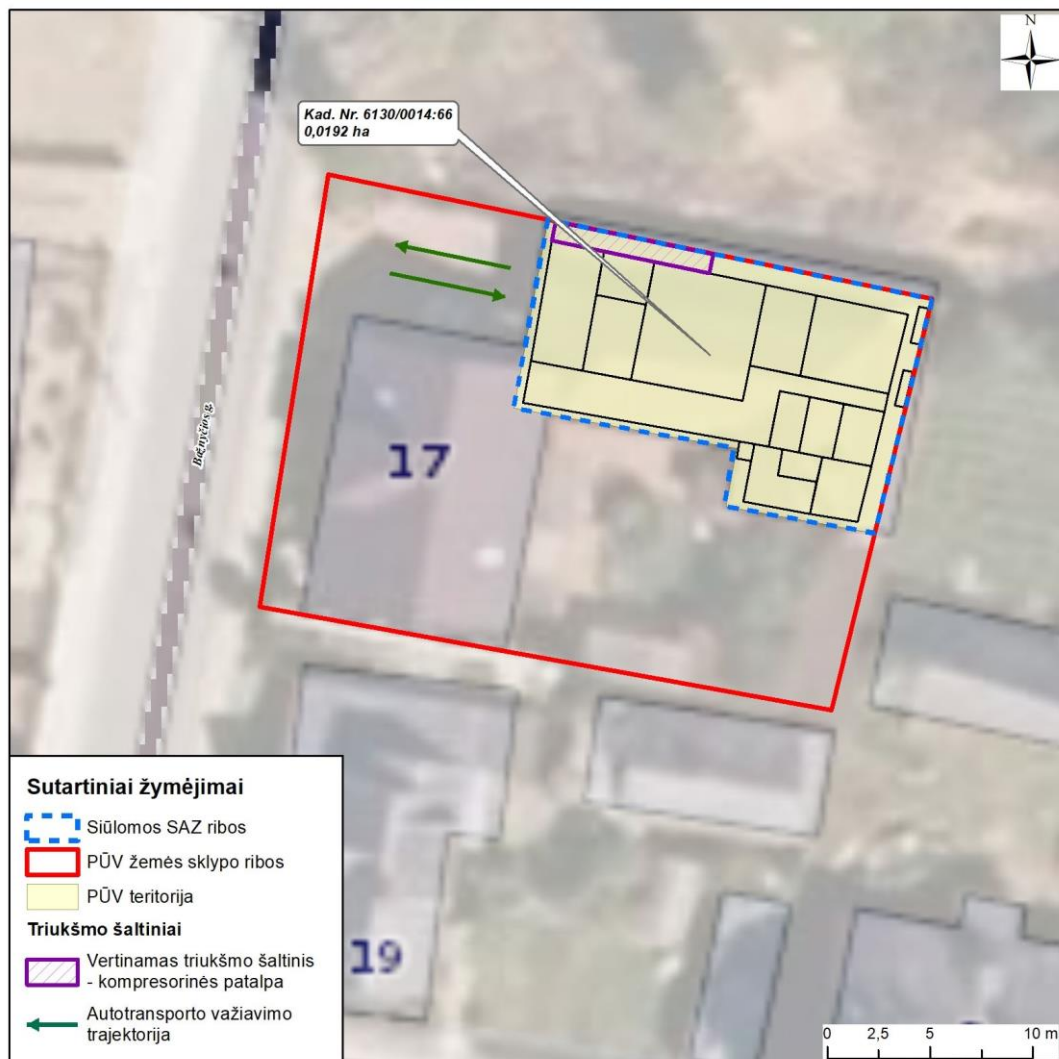 N
Kad. Nr. 6130/0014:66
0,0192 ha
Bažnyčios g.
17
19
Sutartiniai žymėjimai
Siūlomos SAZ ribos
PŪV žemės sklypo ribos
PŪV teritorija
Triukšmo šaltiniai
Vertinamas triukšmo šaltinis
- kompresorinės patalpa
Autotransporto važiavimo
trajektorija
0 2,5 5 10 m